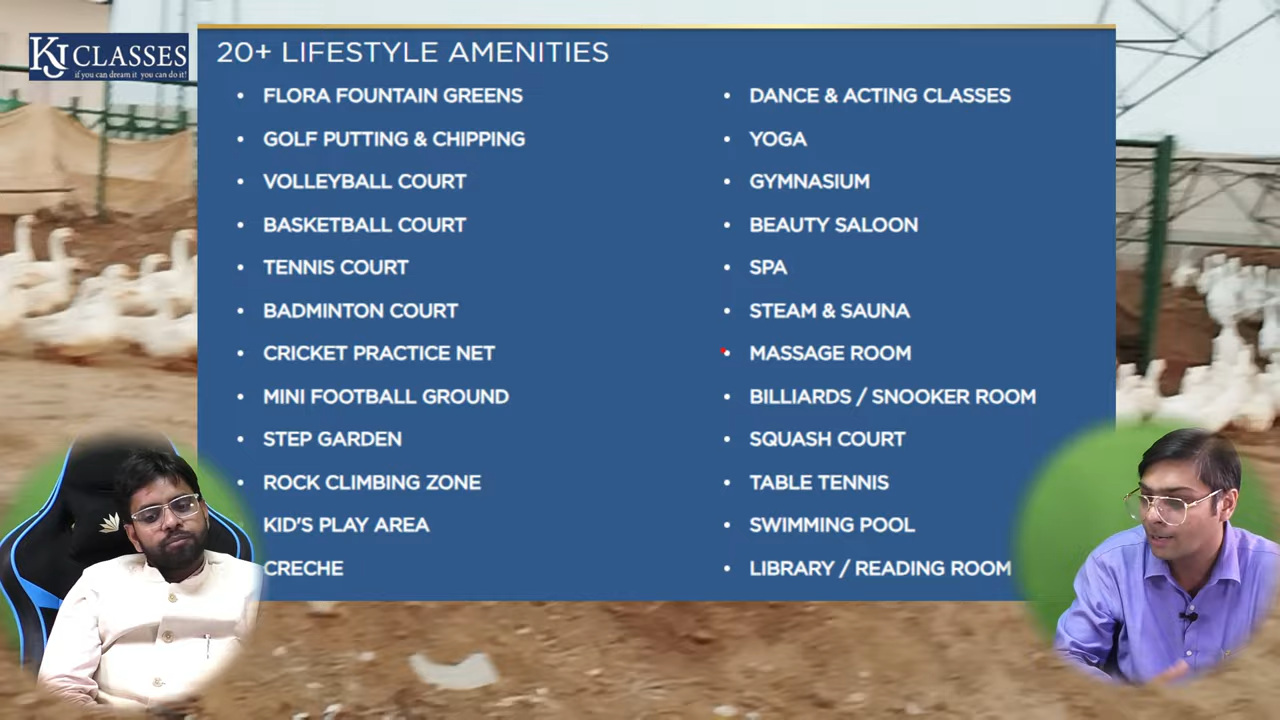 KJ CLASSES
if you can dream it you can do it!
20+ LIFESTYLE AMENITIES
• FLORA FOUNTAIN GREENS
• GOLF PUTTING & CHIPPING
• VOLLEYBALL COURT
• BASKETBALL COURT
• TENNIS COURT
• BADMINTON COURT
• CRICKET PRACTICE NET
• MINI FOOTBALL GROUND
• STEP GARDEN
• ROCK CLIMBING ZONE
KID'S PLAY AREA
CRECHE
• DANCE & ACTING CLASSES
• YOGA
• GYMNASIUM
• BEAUTY SALOON
• SPA
• STEAM & SAUNA
• MASSAGE ROOM
• BILLIARDS / SNOOKER ROOM
• SQUASH COURT
• TABLE TENNIS
• SWIMMING POOL
• LIBRARY / READING ROOM